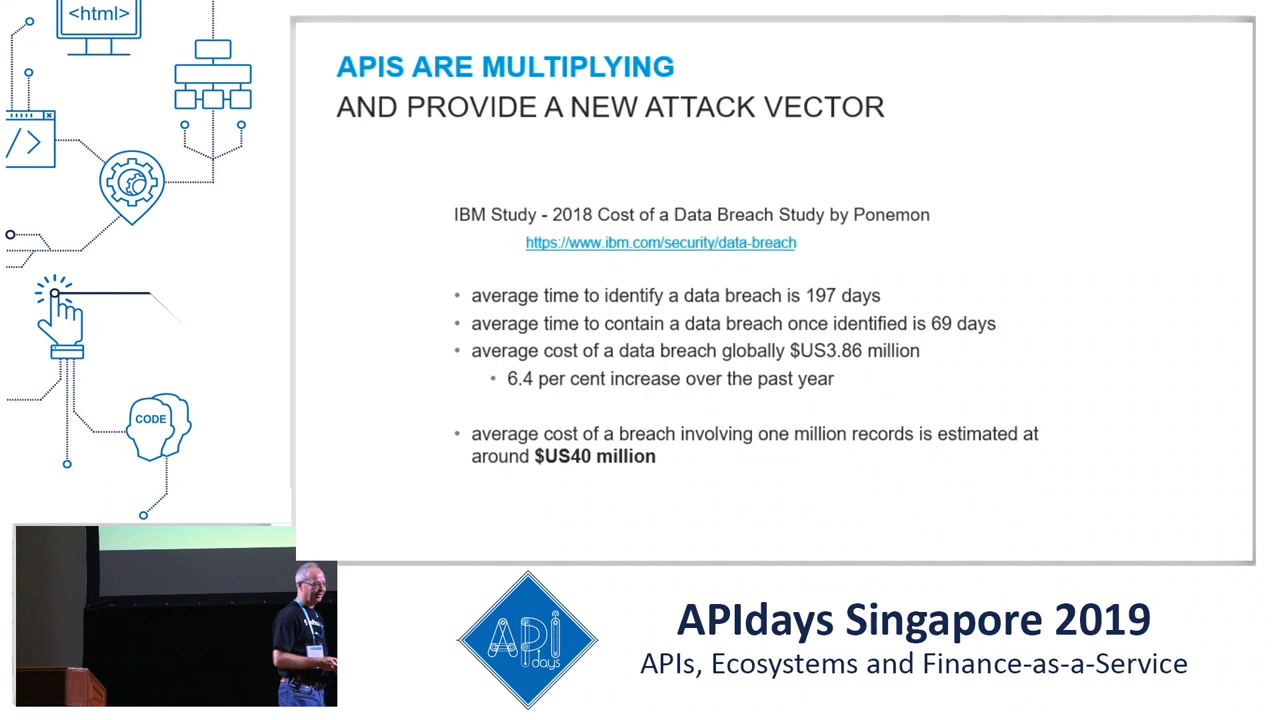 <html>
APIS ARE MULTIPLYING
AND PROVIDE A NEW ATTACK VECTOR
</>
IBM Study - 2018 Cost of a Data Breach Study by Ponemon
https://www.ibm.com/security/data-breach
• average time to identify a data breach is 197 days
• average time to contain a data breach once identified is 69 days
• average cost of a data breach globally $US3.86 million
• 6.4 per cent increase over the past year
CODE
• average cost of a breach involving one million records is estimated at
around $US40 million
API
days
APIdays Singapore 2019
APIs, Ecosystems and Finance-as-a-Service